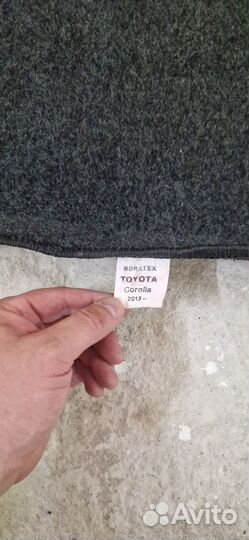 BORATEX
TOYOTA
Corolla
2013 –
Avito